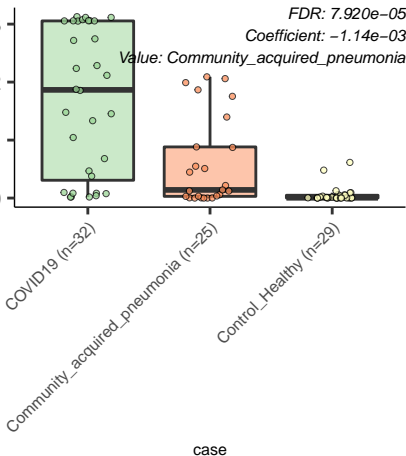 FDR: 7.920e−05
Coefficient: −1.14e−03
Value: Community_acquired_pneumonia
COVID19 (n=32)
Community_acquired_pneumonia (n=25)
Control_Healthy (n=29)
case